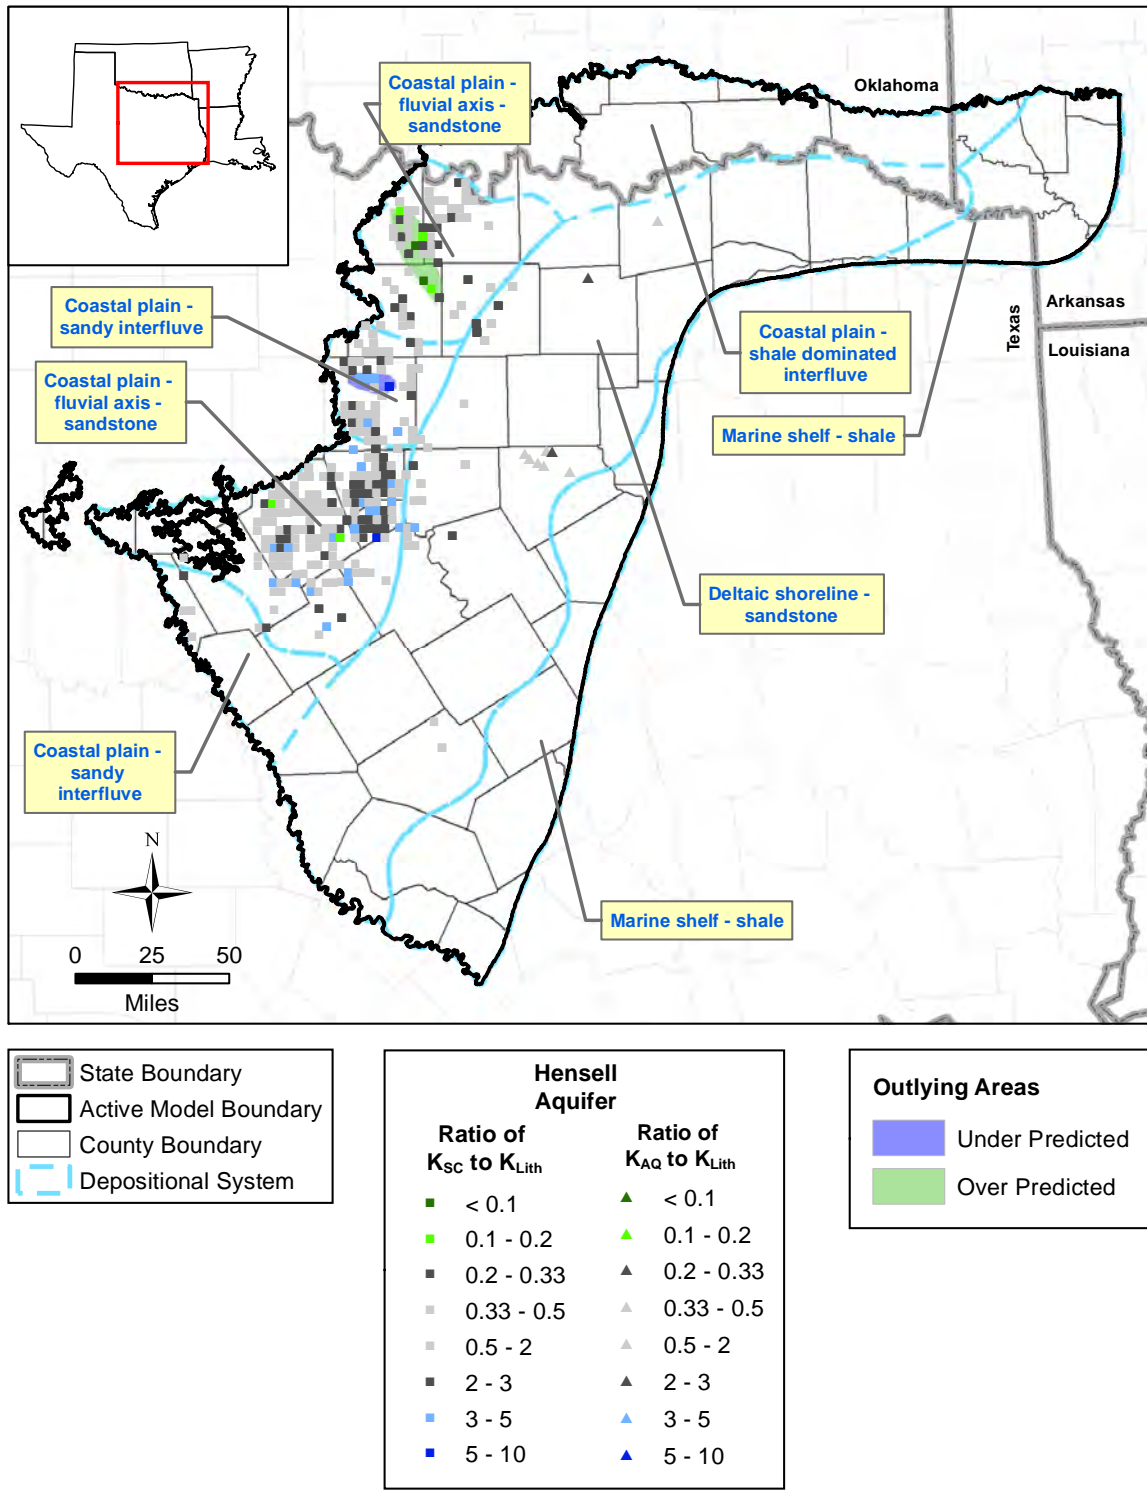 Coastal plain -
fluvial axis -
sandstone
Oklahoma
Coastal plain -
sandy interfluve
Coastal plain -
fluvial axis -
sandstone
Coastal plain -
shale dominated
interfluve
Texas
Arkansas
Louisiana
Marine shelf - shale
Deltaic shoreline -
sandstone
Coastal plain -
sandy
interfluve
Marine shelf - shale
N
0 25 50
Miles
State Boundary
Active Model Boundary
County Boundary
Depositional System
Hensell
Aquifer
Ratio of
KSC to KLith
< 0.1
0.1 - 0.2
0.2 - 0.33
0.33 - 0.5
0.5 - 2
2 - 3
3 - 5
5 - 10
Ratio of
KAQ to KLith
< 0.1
0.1 - 0.2
0.2 - 0.33
0.33 - 0.5
0.5 - 2
2 - 3
3 - 5
5 - 10
Outlying Areas
Under Predicted
Over Predicted